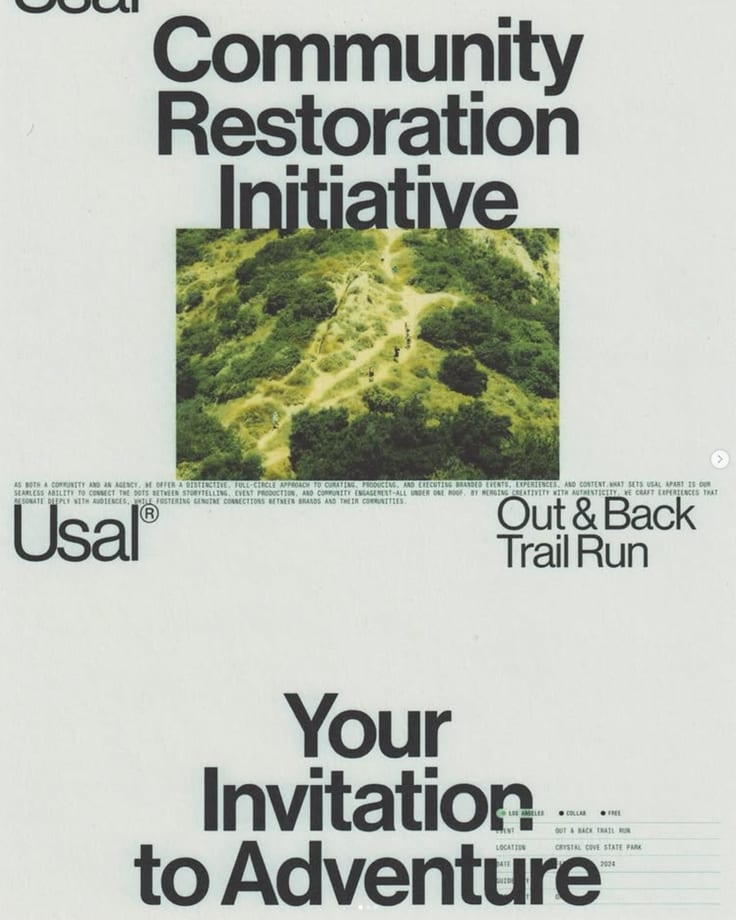 Usal
Community
Restoration
Initiative
AS BOTH A COMMUNITY AND AN AGENCY, WE OFFER A DISTINCTIVE, FULL-CIRCLE APPROACH TO CURATING, PRODUCING, AND EXECUTING BRANDED EVENTS, EXPERIENCES, AND CONTENT.WHAT SETS USAL APART IS OUR
SEAMLESS ABILITY TO CONNECT THE DOTS BETWEEN STORYTELLING, EVENT PRODUCTION, AND COMMUNITY ENGAGEMENT—ALL UNDER ONE ROOF. BY MERGING CREATIVITY WITH AUTHENTICITY, WE CRAFT EXPERIENCES THAT
RESONATE DEEPLY WITH AUDIENCES, WHILE FOSTERING GENUINE CONNECTIONS BETWEEN BRANDS AND THEIR COMMUNITIES.
Usal®
Out & Back
Trail Run
Your
Invitation
to Adventure
LOS ANGELES COLLAB FREE
EVENT OUT & BACK TRAIL RUN
LOCATION CRYSTAL COVE STATE PARK
DATE 2024